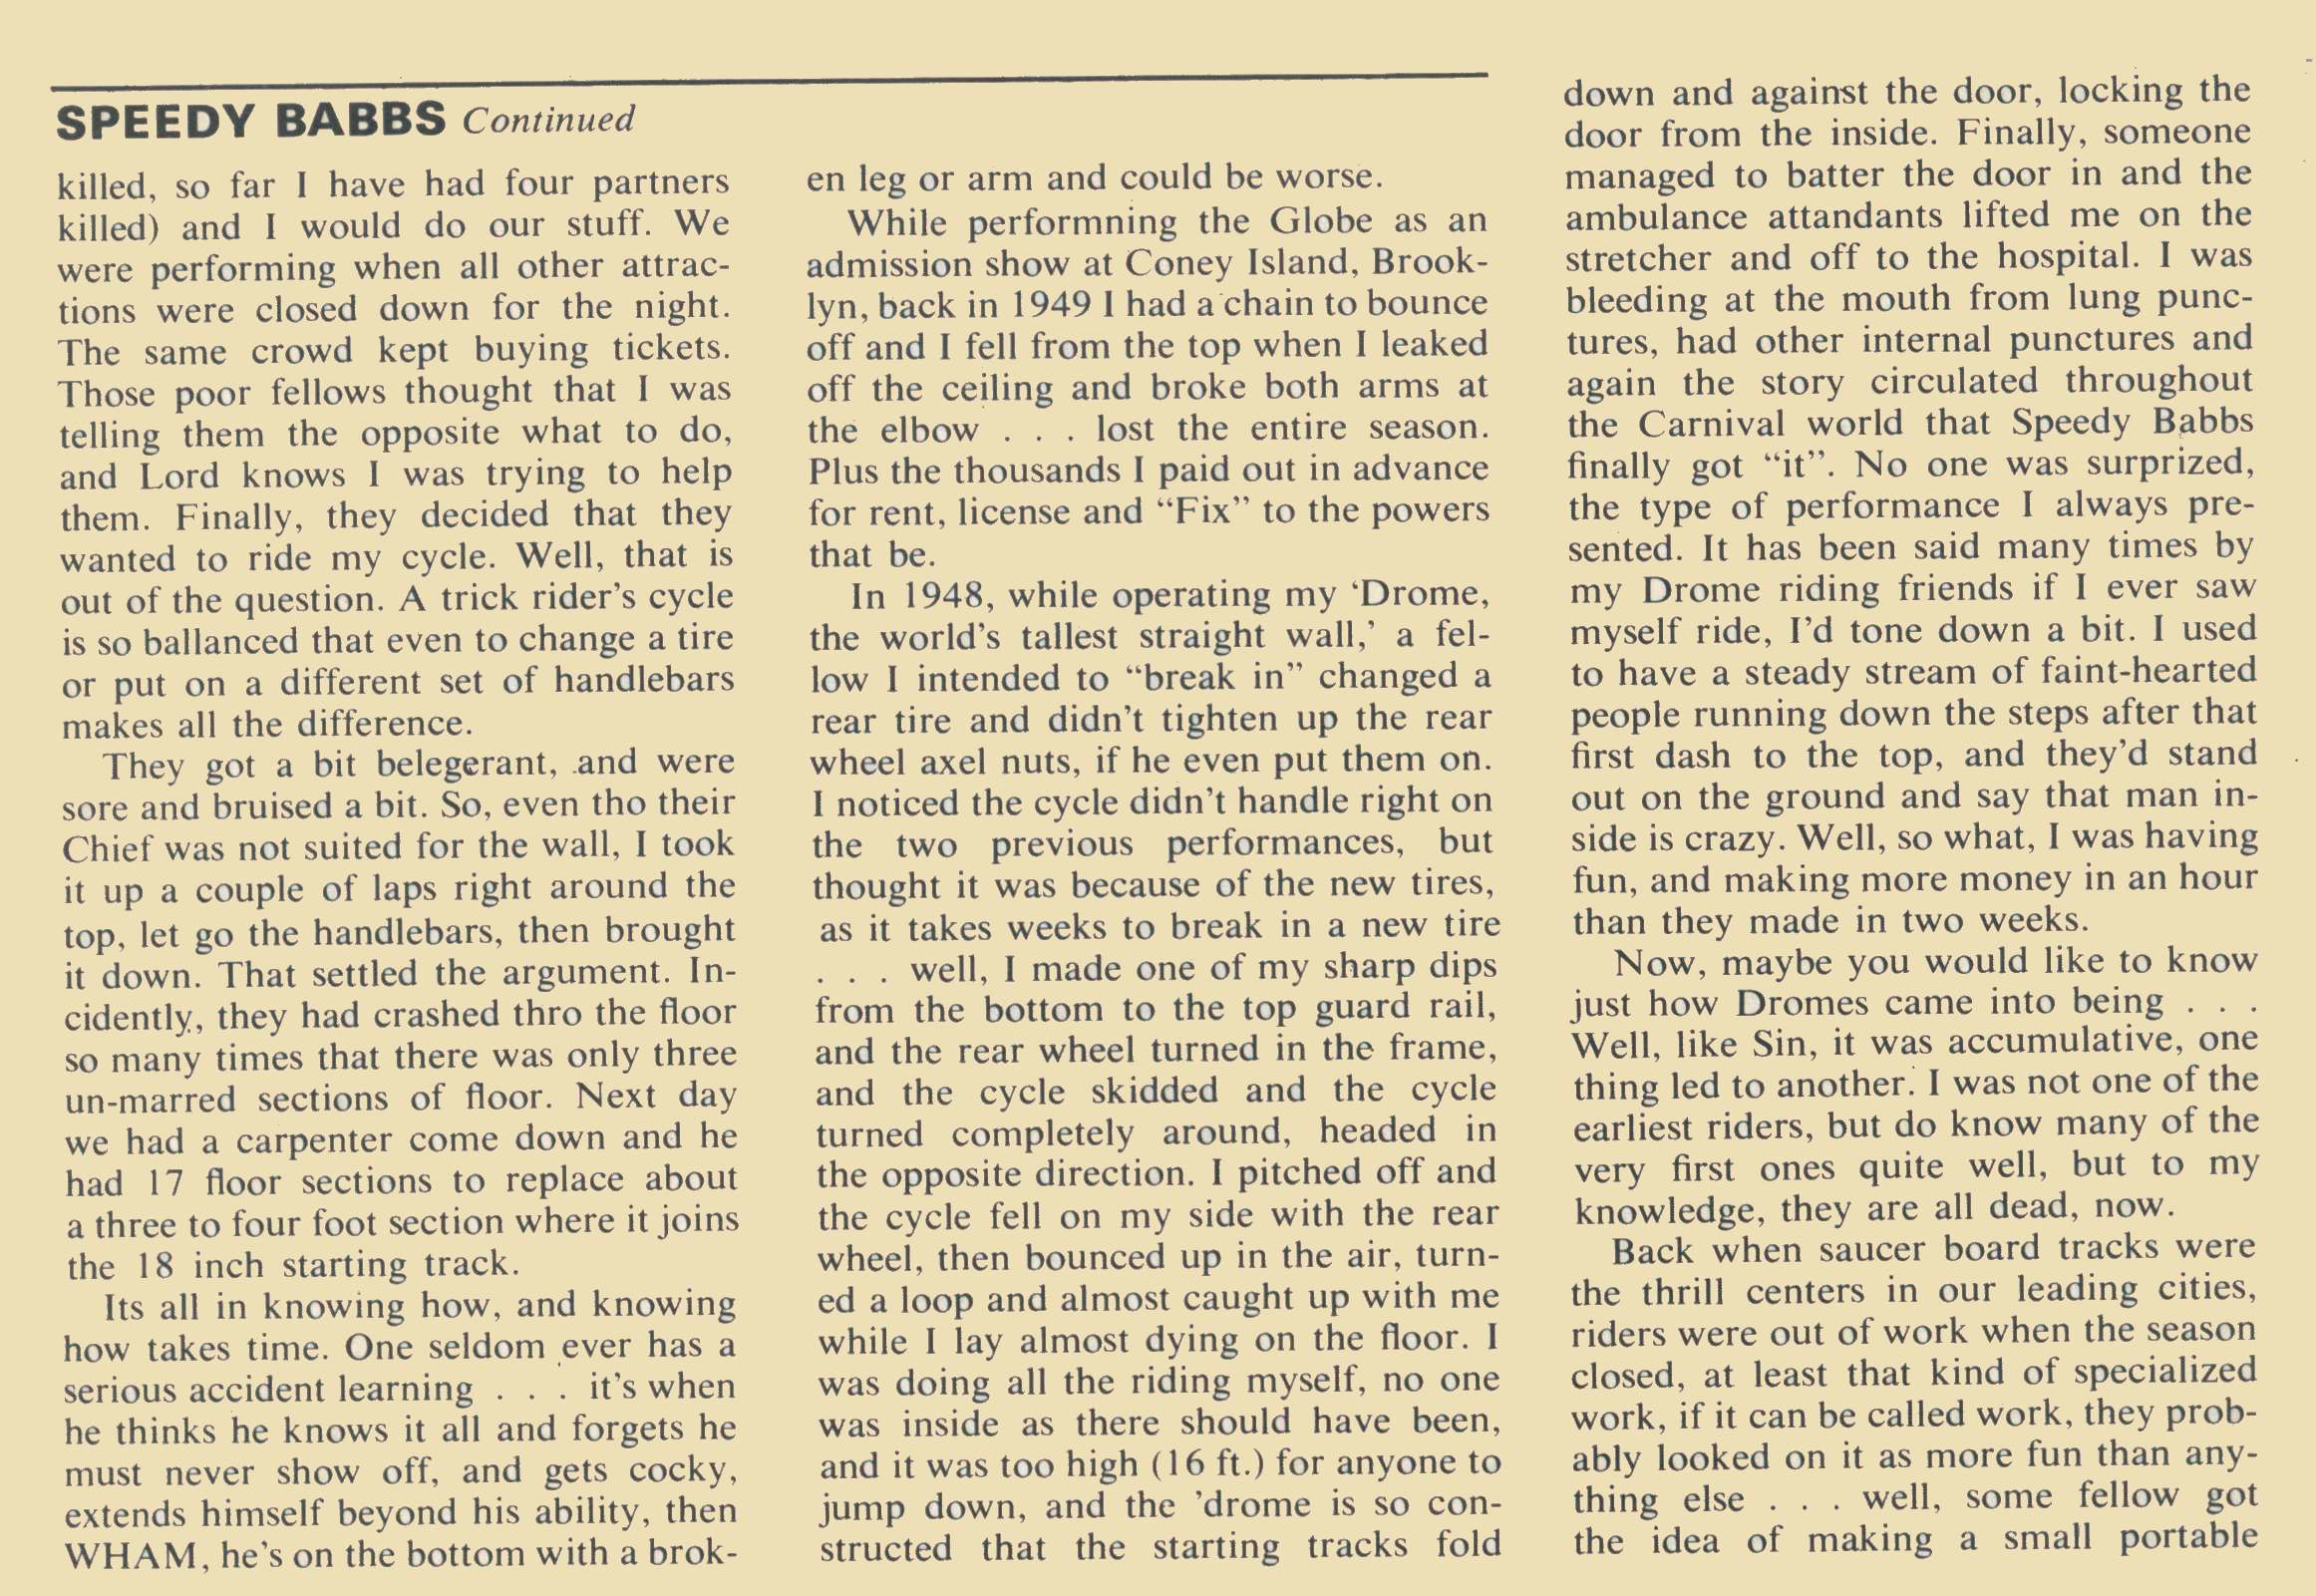 SPEEDY BABBS Continued
killed, so far I have had four partners
killed) and I would do our stuff. We
were performing when all other attrac-
tions were closed down for the night.
The same crowd kept buying tickets.
Those poor fellows thought that I was
telling them the opposite what to do,
and Lord knows I was trying to help
them. Finally, they decided that they
wanted to ride my cycle. Well, that is
out of the question. A trick rider's cycle
is so ballanced that even to change a tire
or put on a different set of handlebars
makes all the difference.
They got a bit belegerant, and were
sore and bruised a bit. So, even tho their
Chief was not suited for the wall, I took
it up a couple of laps right around the
top, let go the handlebars, then brought
it down. That settled the argument. In-
cidently, they had crashed thro the floor
so many times that there was only three
un-marred sections of floor. Next day
we had a carpenter come down and he
had 17 floor sections to replace about
a three to four foot section where it joins
the 18 inch starting track.
Its all in knowing how, and knowing
how takes time. One seldom ever has a
serious accident learning . . . it's when
he thinks he knows it all and forgets he
must never show off, and gets cocky,
extends himself beyond his ability, then
WHAM, he's on the bottom with a brok-
en leg or arm and could be worse.
While performning the Globe as an
admission show at Coney Island, Brook-
lyn, back in 1949 I had a chain to bounce
off and I fell from the top when I leaked
off the ceiling and broke both arms at
the elbow . . . lost the entire season.
Plus the thousands I paid out in advance
for rent, license and “Fix” to the powers
that be.
In 1948, while operating my ‘Drome,
the world's tallest straight wall,’ a fel-
low I intended to “break in” changed a
rear tire and didn't tighten up the rear
wheel axel nuts, if he even put them on.
I noticed the cycle didn't handle right on
the two previous performances, but
thought it was because of the new tires,
as it takes weeks to break in a new tire
. . . well, I made one of my sharp dips
from the bottom to the top guard rail,
and the rear wheel turned in the frame,
and the cycle skidded and the cycle
turned completely around, headed in
the opposite direction. I pitched off and
the cycle fell on my side with the rear
wheel, then bounced up in the air, turn-
ed a loop and almost caught up with me
while I lay almost dying on the floor. I
was doing all the riding myself, no one
was inside as there should have been,
and it was too high (16 ft.) for anyone to
jump down, and the ’drome is so con-
structed that the starting tracks fold
down and against the door, locking the
door from the inside. Finally, someone
managed to batter the door in and the
ambulance attandants lifted me on the
stretcher and off to the hospital. I was
bleeding at the mouth from lung punc-
tures, had other internal punctures and
again the story circulated throughout
the Carnival world that Speedy Babbs
finally got “it”. No one was surprized,
the type of performance I always pre-
sented. It has been said many times by
my Drome riding friends if I ever saw
myself ride, I'd tone down a bit. I used
to have a steady stream of faint-hearted
people running down the steps after that
first dash to the top, and they'd stand
out on the ground and say that man in-
side is crazy. Well, so what, I was having
fun, and making more money in an hour
than they made in two weeks.
Now, maybe you would like to know
just how Dromes came into being . . .
Well, like Sin, it was accumulative, one
thing led to another. I was not one of the
earliest riders, but do know many of the
very first ones quite well, but to my
knowledge, they are all dead, now.
Back when saucer board tracks were
the thrill centers in our leading cities,
riders were out of work when the season
closed, at least that kind of specialized
work, if it can be called work, they prob-
ably looked on it as more fun than any-
thing else . . . well, some fellow got
the idea of making a small portable